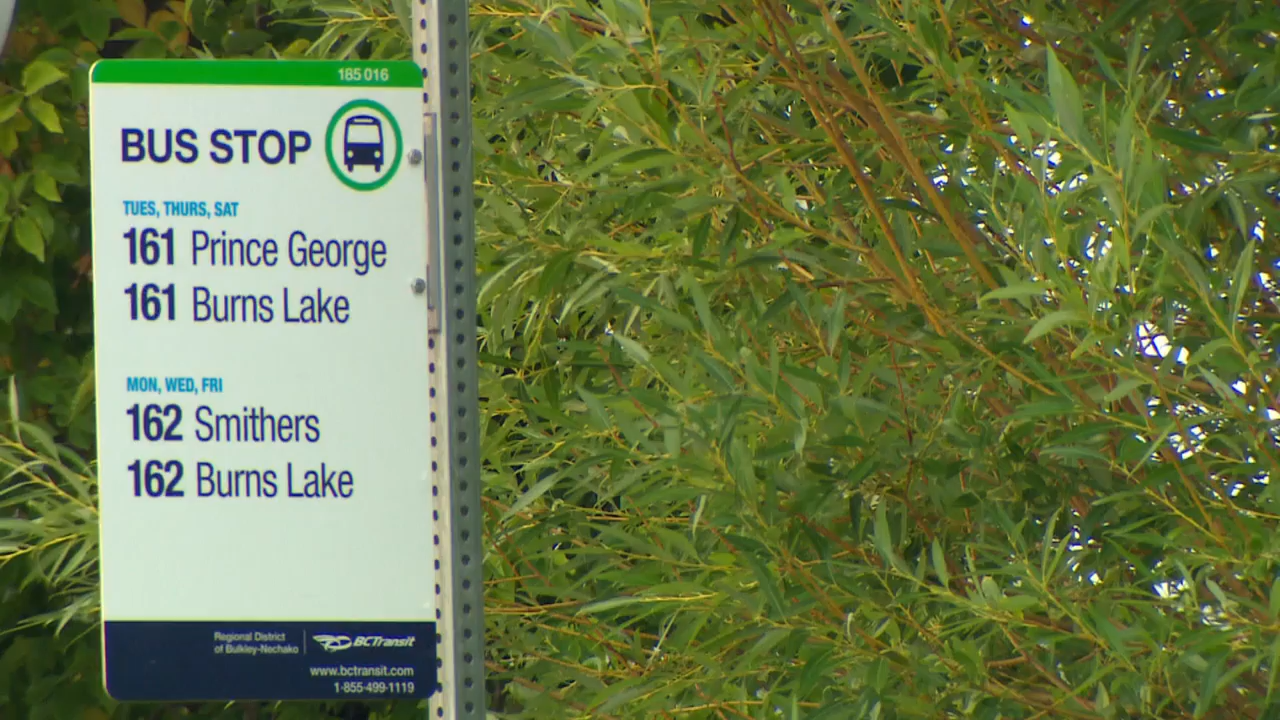 185 016
BUS STOP
TUES, THURS, SAT
161 Prince George
161 Burns Lake
MON, WED, FRI
162 Smithers
162 Burns Lake
Regional District
of Bulkley-Nechako
BCTransit
www.bctransit.com
1-855-499-1119